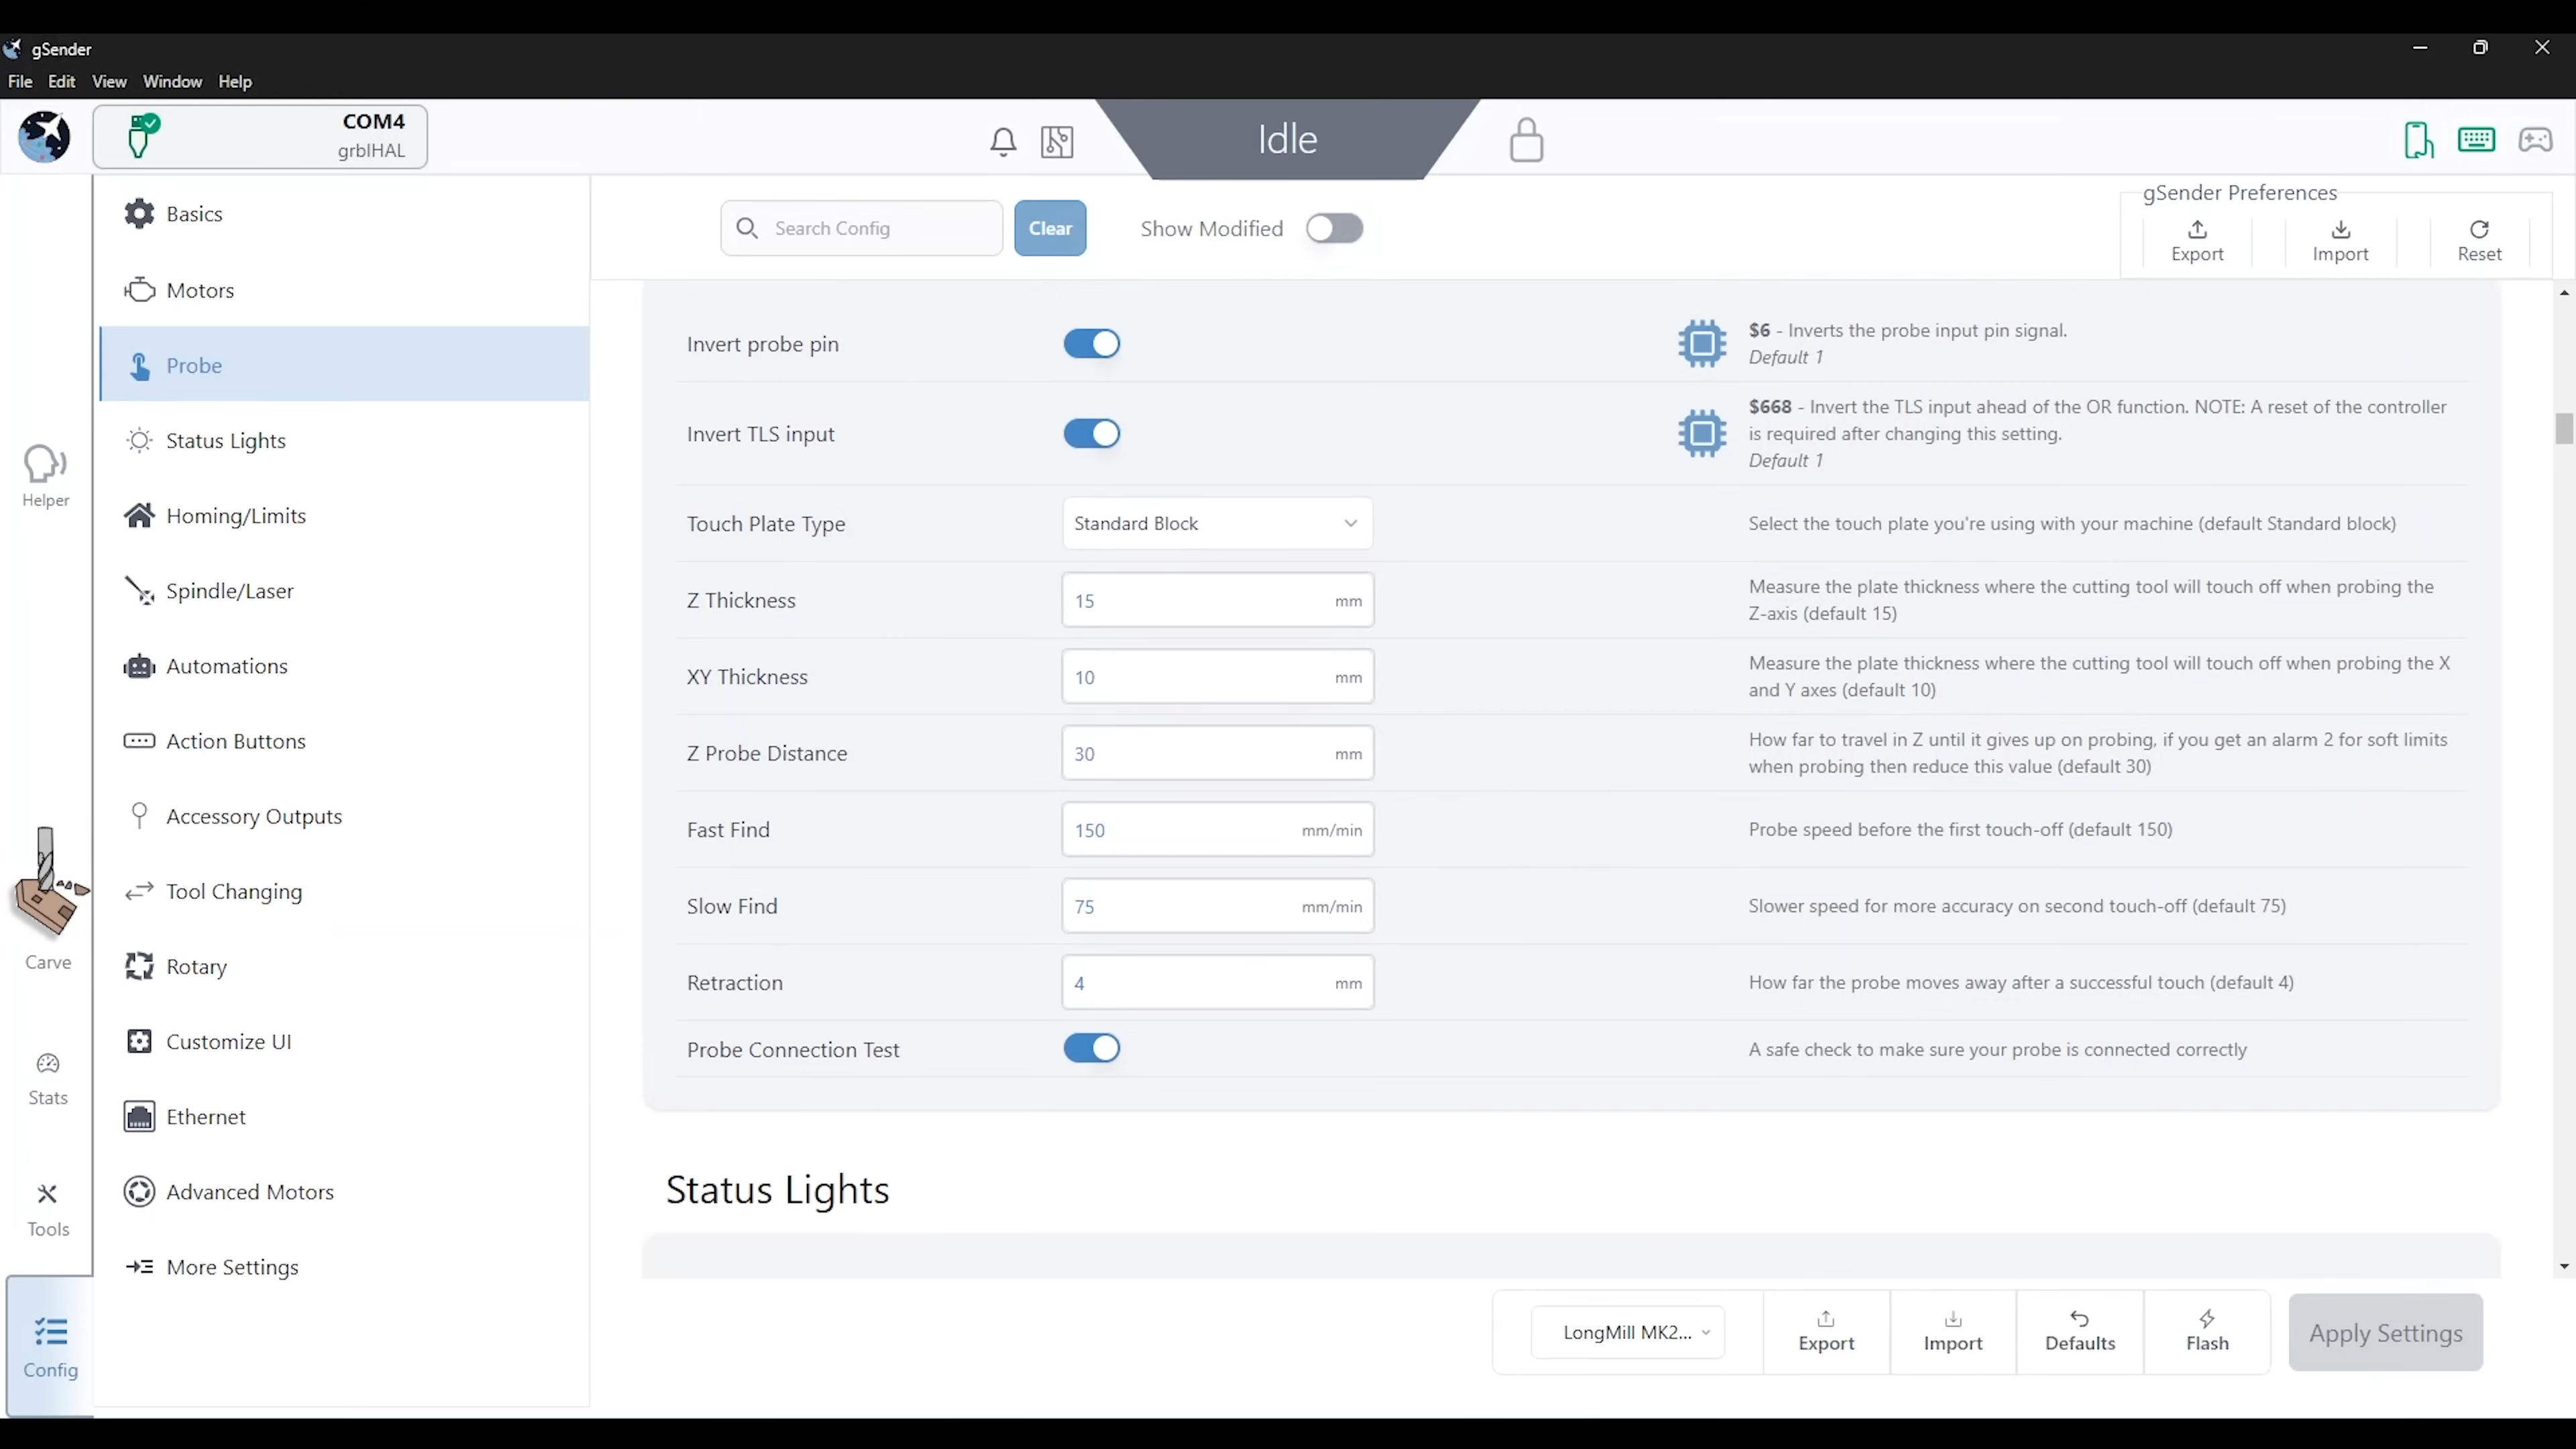 gSender
File Edit View Window Help
COM4
grblHAL
Idle
Basics
Motors
Probe
Status Lights
Homing/Limits
Spindle/Laser
Automations
Action Buttons
Accessory Outputs
Tool Changing
Rotary
Customize UI
Ethernet
Advanced Motors
More Settings
Helper
Carve
Stats
Tools
Config
Search Config
Clear
Show Modified
gSender Preferences
Export
Import
Reset
Invert probe pin
$6 - Inverts the probe input pin signal.
Default 1
Invert TLS input
$668 - Invert the TLS input ahead of the OR function. NOTE: A reset of the controller
is required after changing this setting.
Default 1
Touch Plate Type
Standard Block
Select the touch plate you're using with your machine (default Standard block)
Z Thickness
15 mm
Measure the plate thickness where the cutting tool will touch off when probing the
Z-axis (default 15)
XY Thickness
10 mm
Measure the plate thickness where the cutting tool will touch off when probing the X
and Y axes (default 10)
Z Probe Distance
30 mm
How far to travel in Z until it gives up on probing, if you get an alarm 2 for soft limits
when probing then reduce this value (default 30)
Fast Find
150 mm/min
Probe speed before the first touch-off (default 150)
Slow Find
75 mm/min
Slower speed for more accuracy on second touch-off (default 75)
Retraction
4 mm
How far the probe moves away after a successful touch (default 4)
Probe Connection Test
A safe check to make sure your probe is connected correctly
Status Lights
LongMill MK2...
Export
Import
Defaults
Flash
Apply Settings